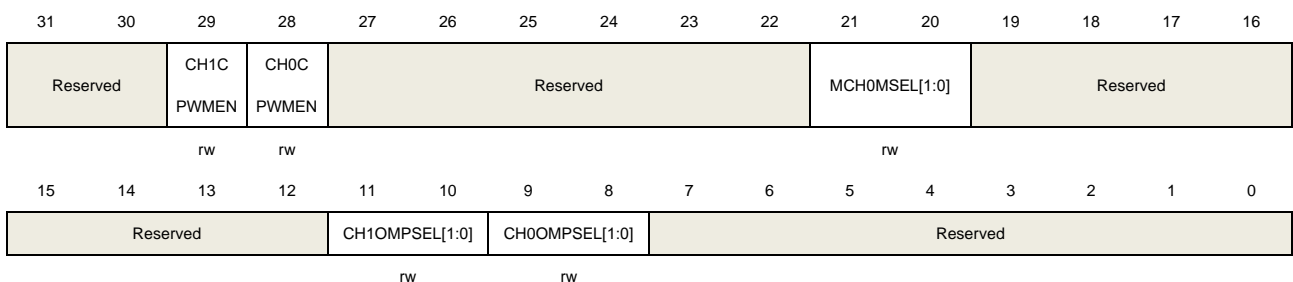 31 30 29 28 27 26 25 24 23 22 21 20 19 18 17 16
Reserved CH1C PWMEN CH0C PWMEN Reserved MCH0MSEL[1:0] Reserved
rw rw rw
15 14 13 12 11 10 9 8 7 6 5 4 3 2 1 0
Reserved CH1OMPSEL[1:0] CH0OMPSEL[1:0] Reserved
rw rw